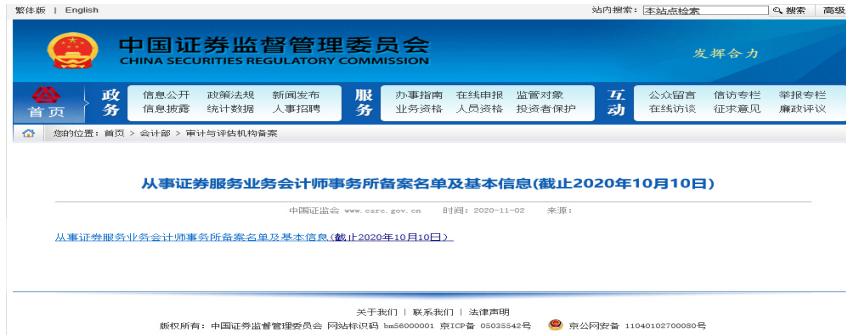 繁体版 | English 站内搜索: 本站点检索 搜索 高级
中国证券监督管理委员会
CHINA SECURITIES REGULATORY COMMISSION
发挥合力
首页 政务 信息公开 政策法规 新闻发布 服务 办事指南 在线申报 监管对象 互动 公众留言 信访专栏 举报专栏
信息披露 统计数据 人事招聘 业务资格 人员资格 投资者保护 在线访谈 征求意见 廉政评议
您的位置: 首页 > 会计部 > 审计与评估机构备案
从事证券服务业务会计师事务所备案名单及基本信息(截止2020年10月10日)
中国证监会 www.csrc.gov.cn 时间: 2020-11-02 来源:
从事证券服务业务会计师事务所备案名单及基本信息(截止2020年10月10日)
关于我们 | 联系我们 | 法律声明
版权所有: 中国证券监督管理委员会 网站标识码 bm56000001 京ICP备 05035542号 京公网安备 11040102700080号